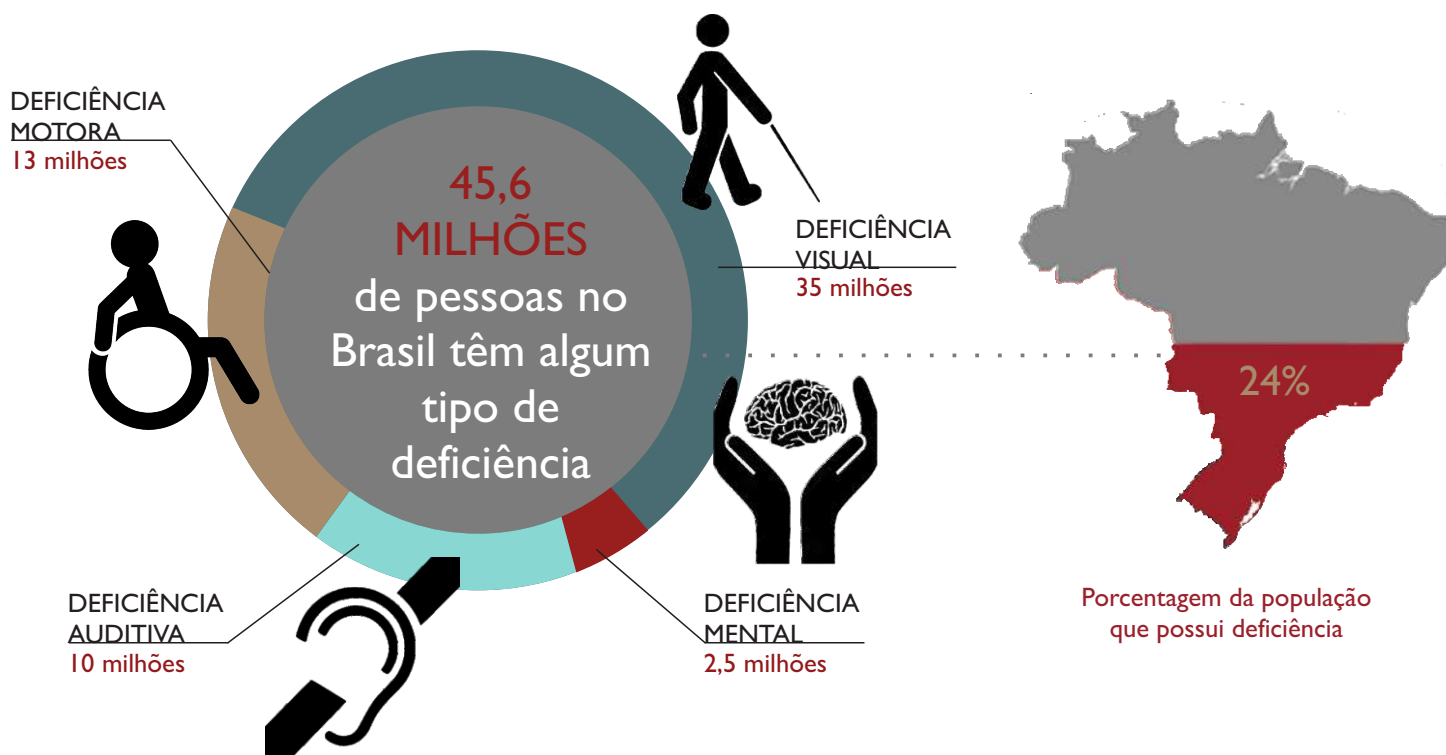 DEFICIÊNCIA
MOTORA
13 milhões
45,6
MILHÕES
de pessoas no
Brasil têm algum
tipo de
deficiência
DEFICIÊNCIA
VISUAL
35 milhões
DEFICIÊNCIA
AUDITIVA
10 milhões
DEFICIÊNCIA
MENTAL
2,5 milhões
24%
Porcentagem da população
que possui deficiência